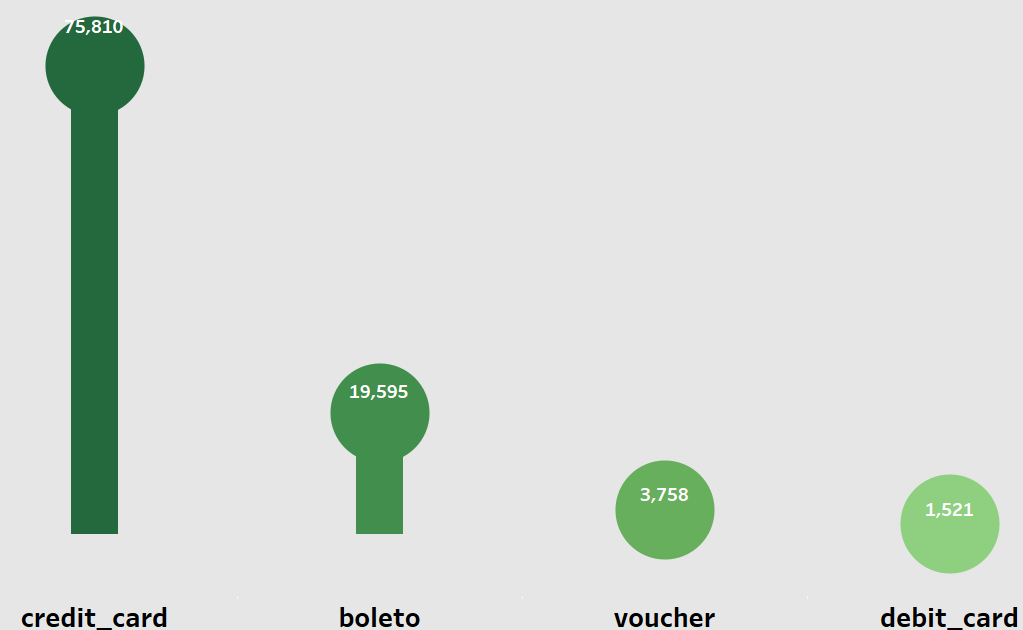 75,810
19,595
3,758
1,521
credit_card boleto voucher debit_card